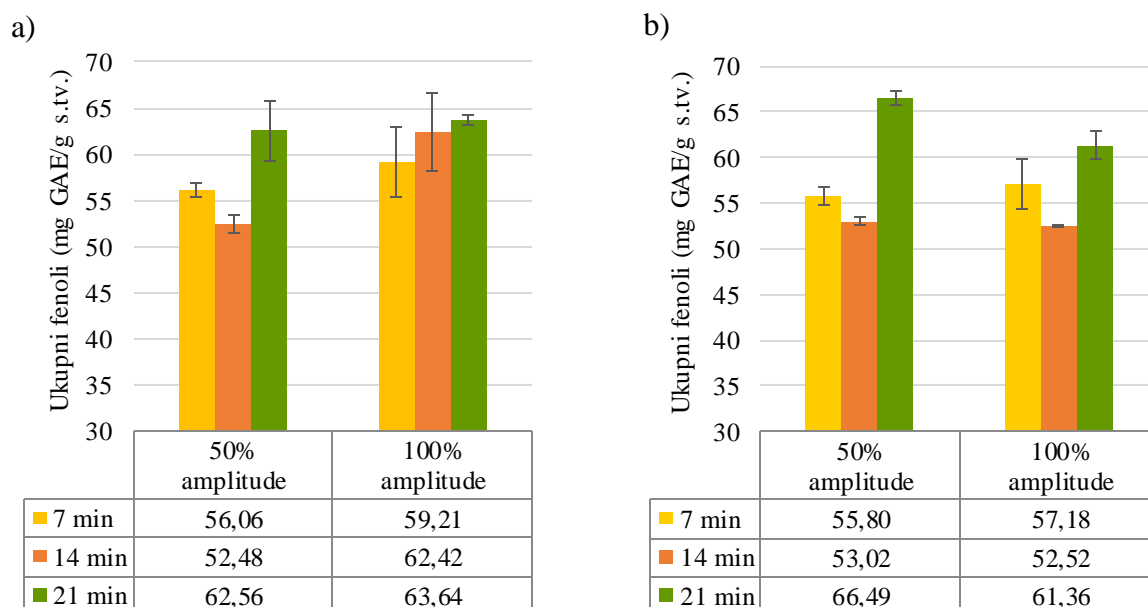 a)
Ukupni fenoli (mg GAE/g s.tv.)
70
65
60
55
50
45
40
35
30
50% amplitude
100% amplitude
7 min 56,06 59,21
14 min 52,48 62,42
21 min 62,56 63,64
b)
Ukupni fenoli (mg GAE/g s.tv.)
70
65
60
55
50
45
40
35
30
50% amplitude
100% amplitude
7 min 55,80 57,18
14 min 53,02 52,52
21 min 66,49 61,36